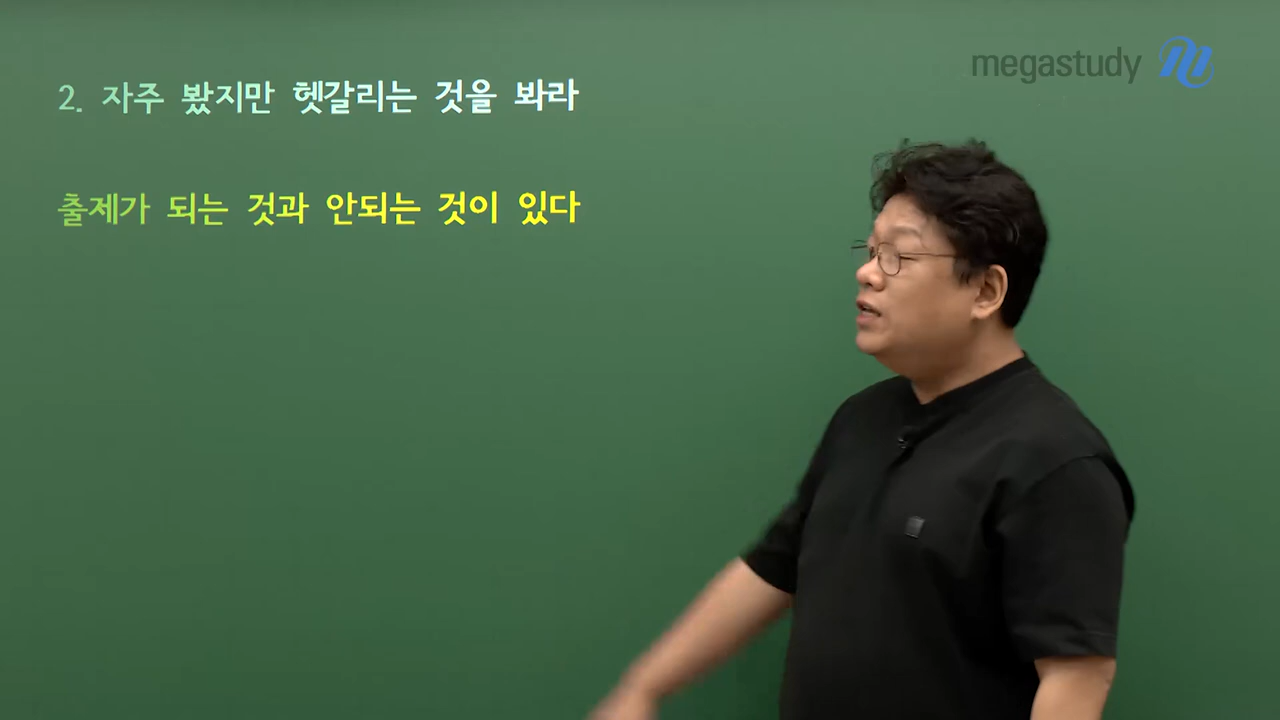 megastudy
2. 자주 봤지만 헷갈리는 것을 봐라
출제가 되는 것과 안되는 것이 있다